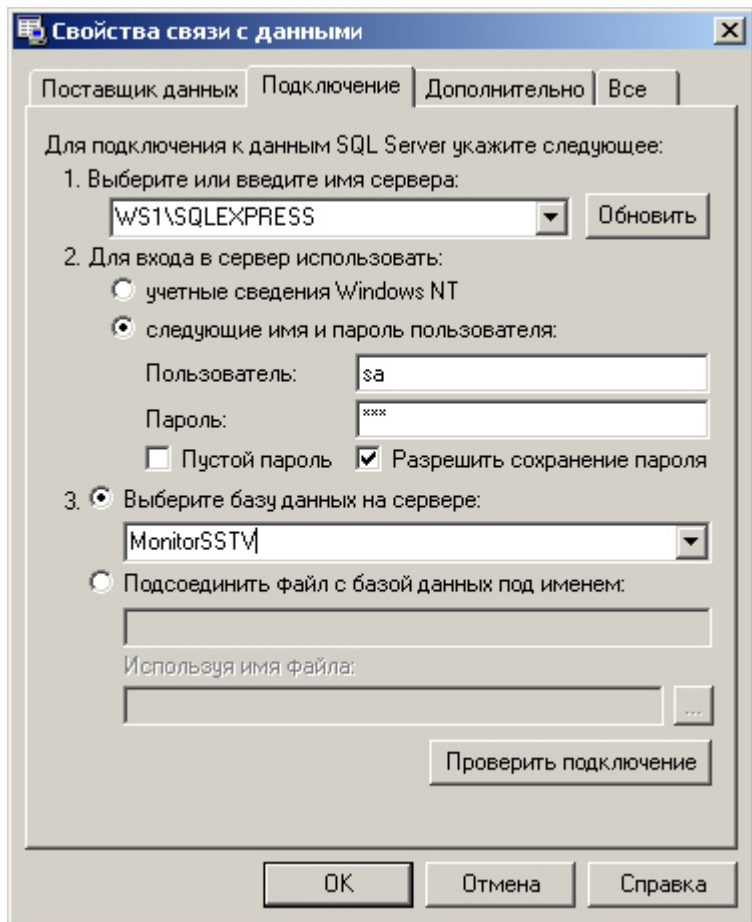 Свойства связи с данными
Поставщик данных Подключение Дополнительно Все
Для подключения к данным SQL Server укажите следующее:
1. Выберите или введите имя сервера:
WS1\SQLEXPRESS Обновить
2. Для входа в сервер использовать:
учетные сведения Windows NT
следующие имя и пароль пользователя:
Пользователь: sa
Пароль: ***
Пустой пароль Разрешить сохранение пароля
3. Выберите базу данных на сервере:
MonitorSSTV
Подсоединить файл с базой данных под именем:
Используя имя файла:
...
Проверить подключение
OK Отмена Справка